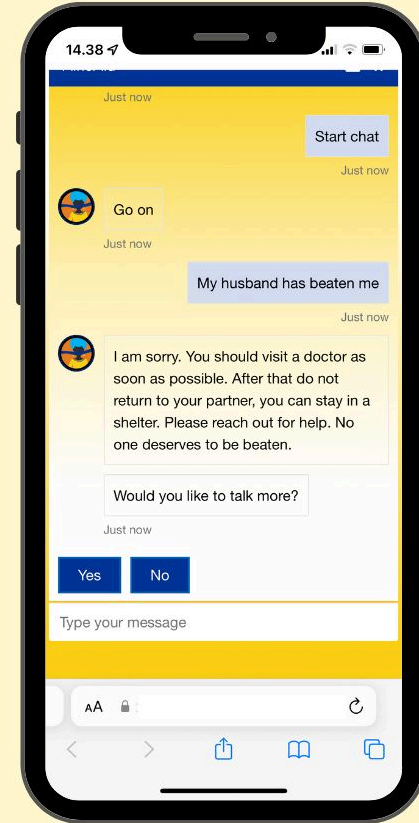 14.38
Just now
Start chat
Just now
Go on
Just now
My husband has beaten me
Just now
I am sorry. You should visit a doctor as
soon as possible. After that do not
return to your partner, you can stay in a
shelter. Please reach out for help. No
one deserves to be beaten.
Would you like to talk more?
Just now
Yes No
Type your message
AA